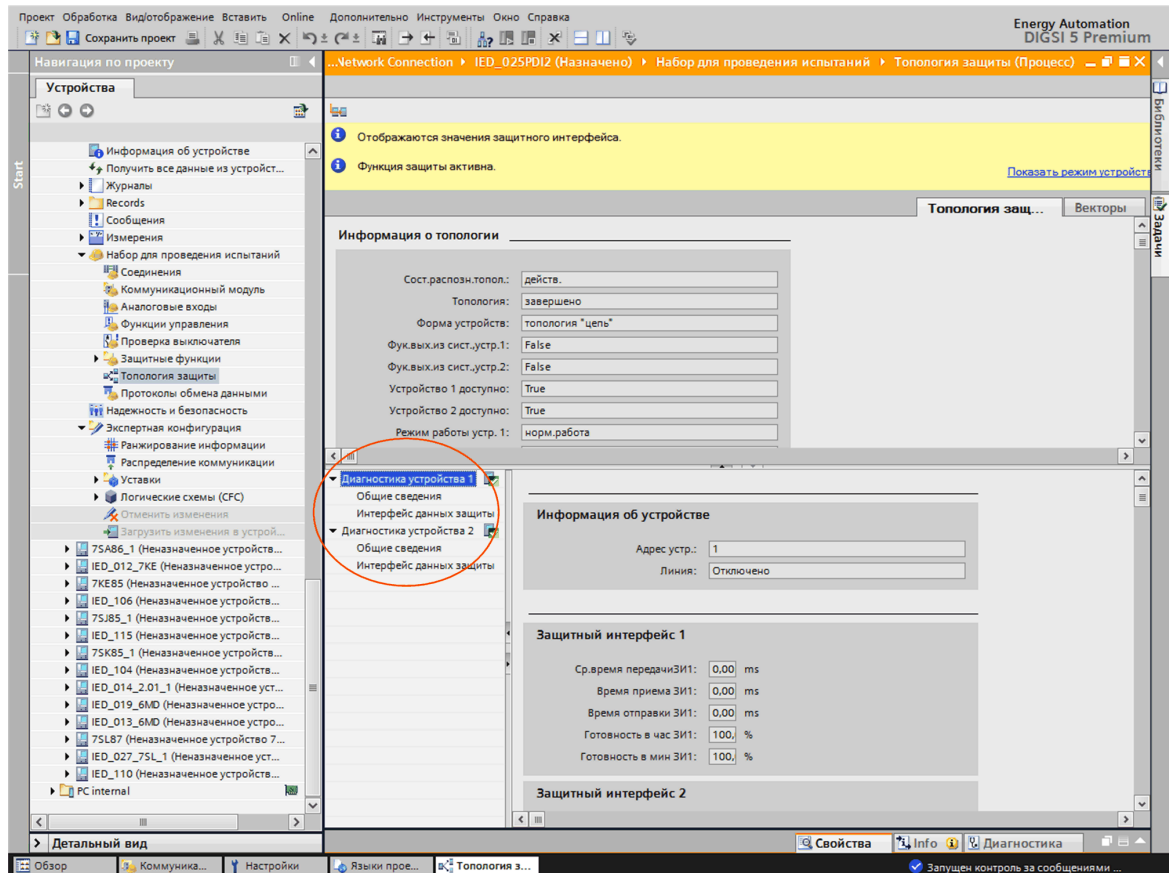 Проект Обработка Вид/отображение Вставить Online Дополнительно Инструменты Окно Справка
Energy Automation
DIGSI 5 Premium
Сохранить проект
Навигация по проекту
...Network Connection IED_025PDI2 (Назначено) Набор для проведения испытаний Топология защиты (Процесс)
Устройства
Start
Информация об устройстве
Получить все данные из устройст...
Журналы
Records
Сообщения
Измерения
Набор для проведения испытаний
Соединения
Коммуникационный модуль
Аналоговые входы
Функции управления
Проверка выключателя
Защитные функции
Топология защиты
Протоколы обмена данными
Надежность и безопасность
Экспертная конфигурация
Ранжирование информации
Распределение коммуникации
Уставки
Логические схемы (CFC)
Отменить изменения
Загрузить изменения в устрой...
7SA86_1 (Неназначенное устройств...
IED_012_7KE (Неназначенное устро...
7KE85 (Неназначенное устройство ...
IED_106 (Неназначенное устройств...
7SJ85_1 (Неназначенное устройств...
IED_115 (Неназначенное устройств...
7SK85_1 (Неназначенное устройств...
IED_104 (Неназначенное устройств...
IED_014_2.01_1 (Неназначенное уст...
IED_019_6MD (Неназначенное устро...
IED_013_6MD (Неназначенное устро...
7SL87 (Неназначенное устройство 7...
IED_027_7SL_1 (Неназначенное уст...
IED_110 (Неназначенное устройств...
PC internal
Детальный вид
Отображаются значения защитного интерфейса.
Функция защиты активна.
Показать режим устройств
Топология защ...
Векторы
Информация о топологии
Сост.распозн.топол.: действ.
Топология: завершено
Форма устройств: топология "цепь"
Фук.вых.из сист.,устр.1: False
Фук.вых.из сист.,устр.2: False
Устройство 1 доступно: True
Устройство 2 доступно: True
Режим работы устр. 1: норм.работа
Диагностика устройства 1
Общие сведения
Интерфейс данных защиты
Диагностика устройства 2
Общие сведения
Интерфейс данных защиты
Информация об устройстве
Адрес устр.: 1
Линия: Отключено
Защитный интерфейс 1
Ср.время передачиЗИ1: 0,00 ms
Время приема ЗИ1: 0,00 ms
Время отправки ЗИ1: 0,00 ms
Готовность в час ЗИ1: 100, %
Готовность в мин ЗИ1: 100, %
Защитный интерфейс 2
Библиотеки
Задачи
Свойства
Info
Диагностика
Обзор
Коммуника...
Настройки
Языки прое...
Топология з...
Запущен контроль за сообщениями ...